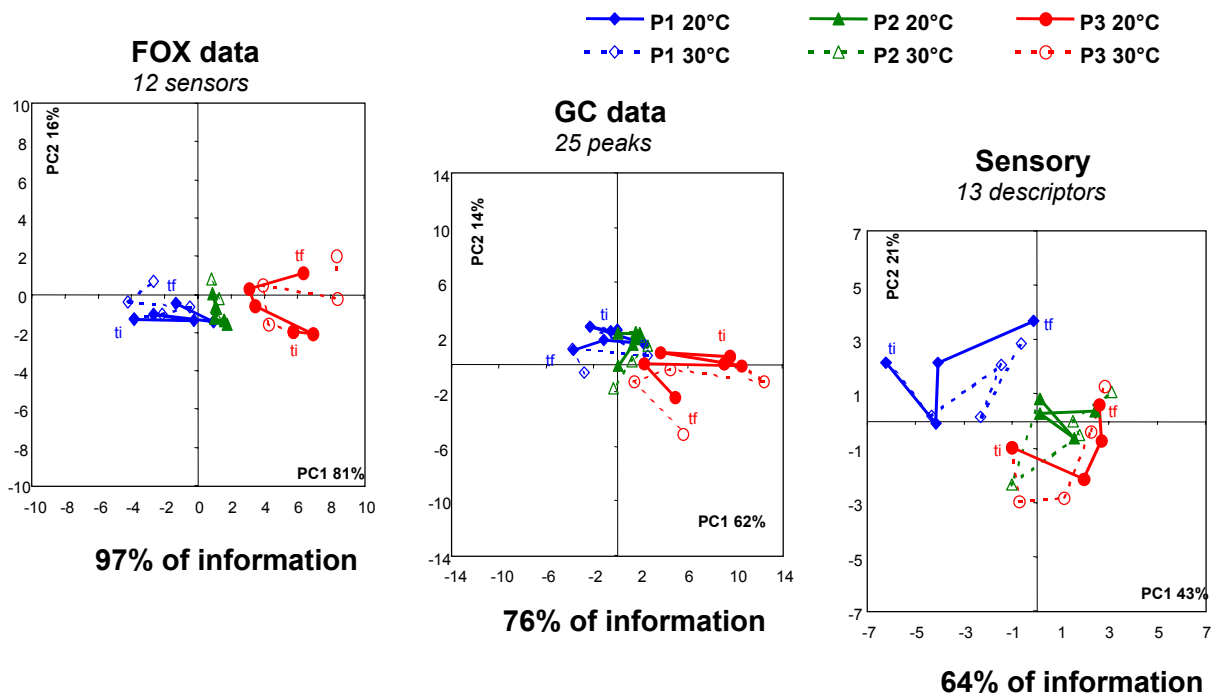 P1 20°C
P2 20°C
P3 20°C
P1 30°C
P2 30°C
P3 30°C
FOX data
12 sensors
10
8
6
4
2
0
-2
-4
-6
-8
-10
PC2 16%
tf
tf
ti
ti
PC1 81%
-10 -8 -6 -4 -2 0 2 4 6 8 10
97% of information
GC data
25 peaks
14
10
6
2
-2
-6
-10
-14
PC2 14%
ti
ti
tf
tf
PC1 62%
-14 -10 -6 -2 2 6 10 14
76% of information
Sensory
13 descriptors
7
5
3
1
-1
-3
-5
-7
PC2 21%
tf
ti
tf
ti
PC1 43%
-7 -5 -3 -1 1 3 5 7
64% of information